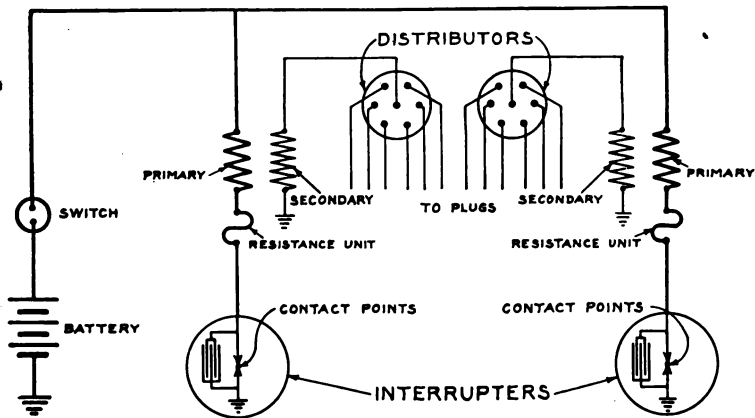 DISTRIBUTORS
PRIMARY
SECONDARY
TO PLUGS
SECONDARY
PRIMARY
SWITCH
RESISTANCE UNIT
RESISTANCE UNIT
CONTACT POINTS
CONTACT POINTS
BATTERY
INTERRUPTERS